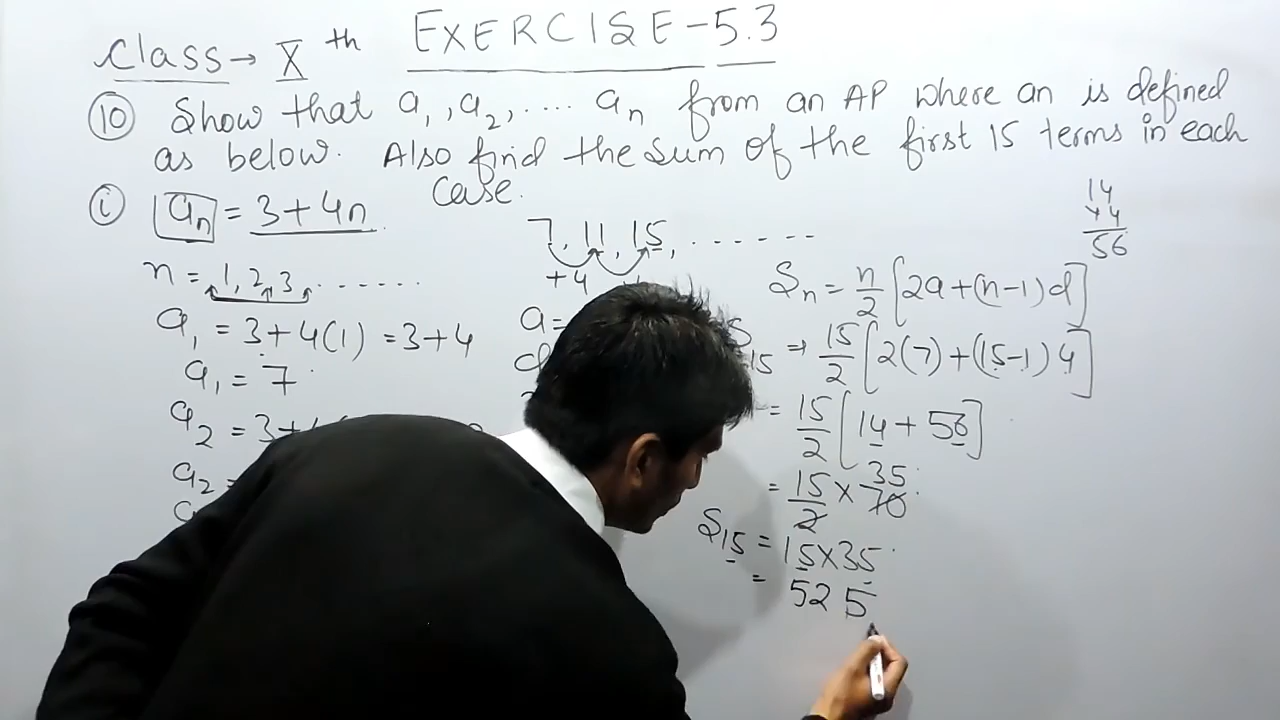 Class → Xth EXERCISE-5.3
⑩ Show that a₁, a₂, .... aₙ from an AP where an is defined
as below. Also find the Sum of the first 15 terms in each
case.
ⓘ aₙ = 3+4n
7, 11, 15, ......
+4
14
×4
56
n = 1, 2, 3 ......
a₁ = 3+4(1) = 3+4
a₁ = 7
a₂ = 3+
a₂ =
a =
d
Sₙ = n/2 [2a+(n-1)d]
S15 ⇒ 15/2 [2(7)+(15-1)4]
= 15/2 [14+56]
= 15/2 × 70 35
S15 = 15×35
= 525